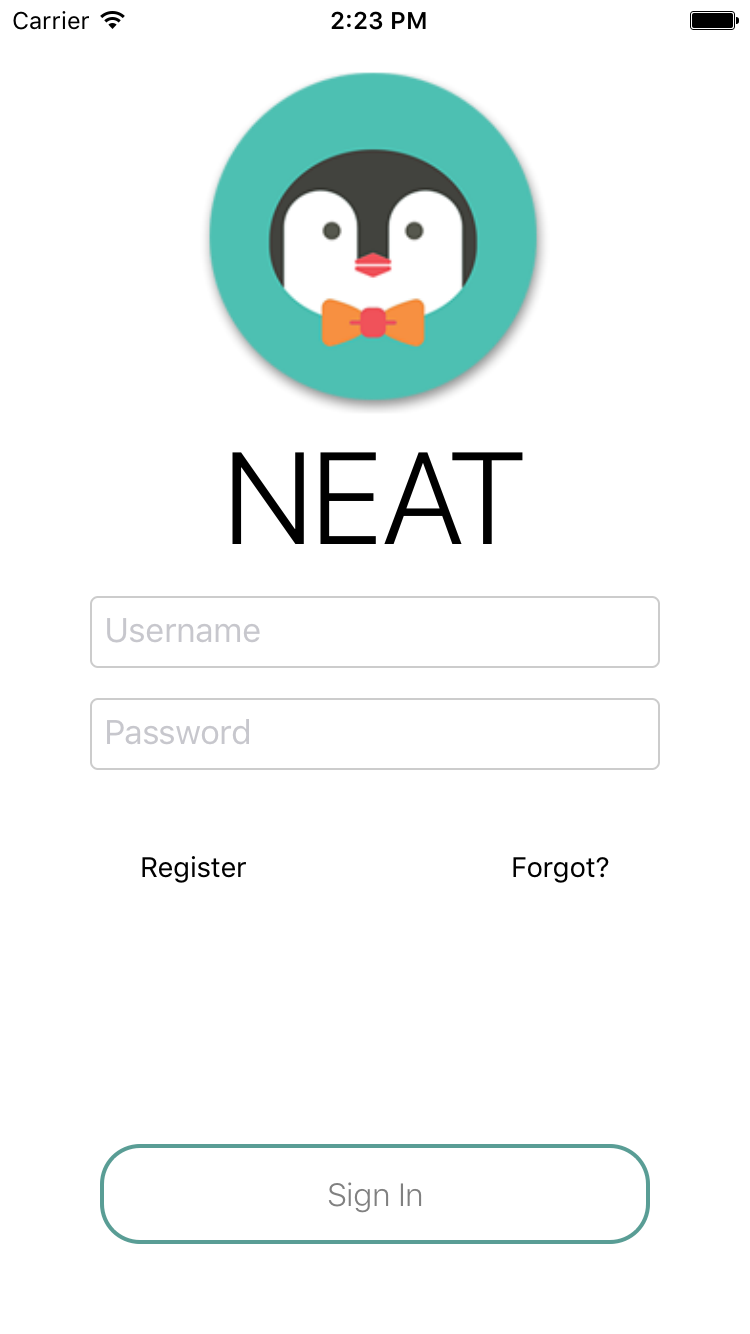 Carrier 2:23 PM
NEAT
Username
Password
Register Forgot?
Sign In